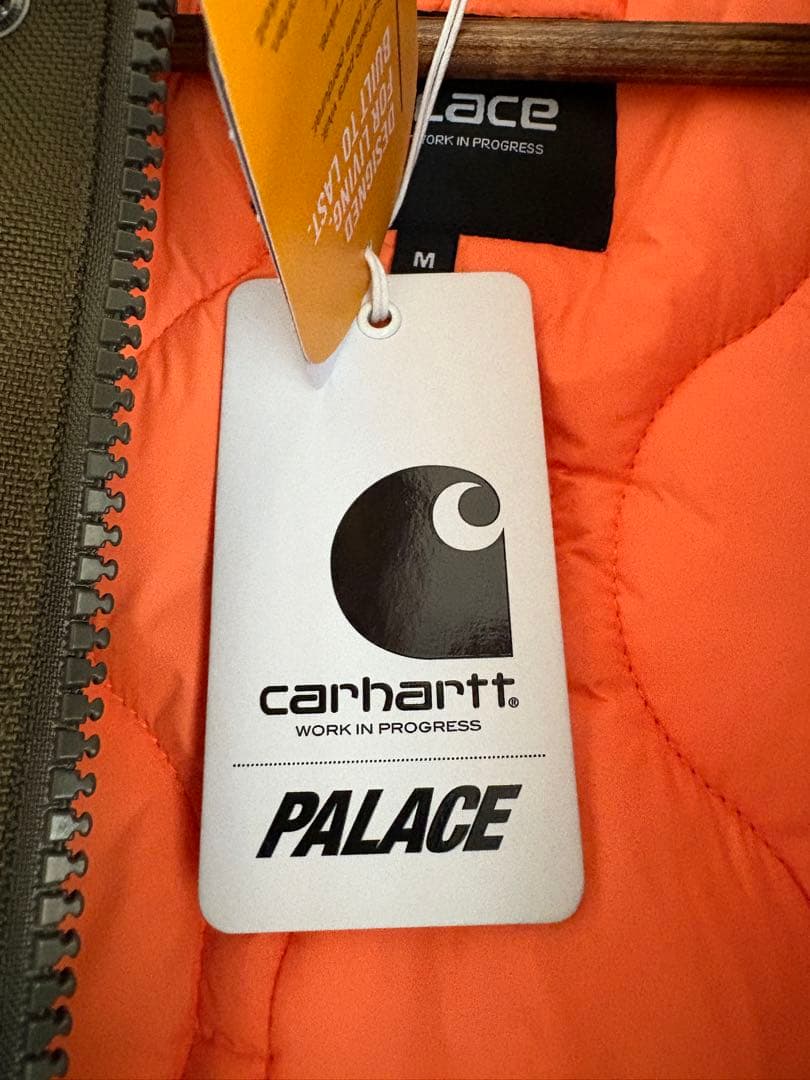 DESIGNED
FOR LIVING.
BUILT TO LAST.
LACE
WORK IN PROGRESS
M
carhartt®
WORK IN PROGRESS
PALACE